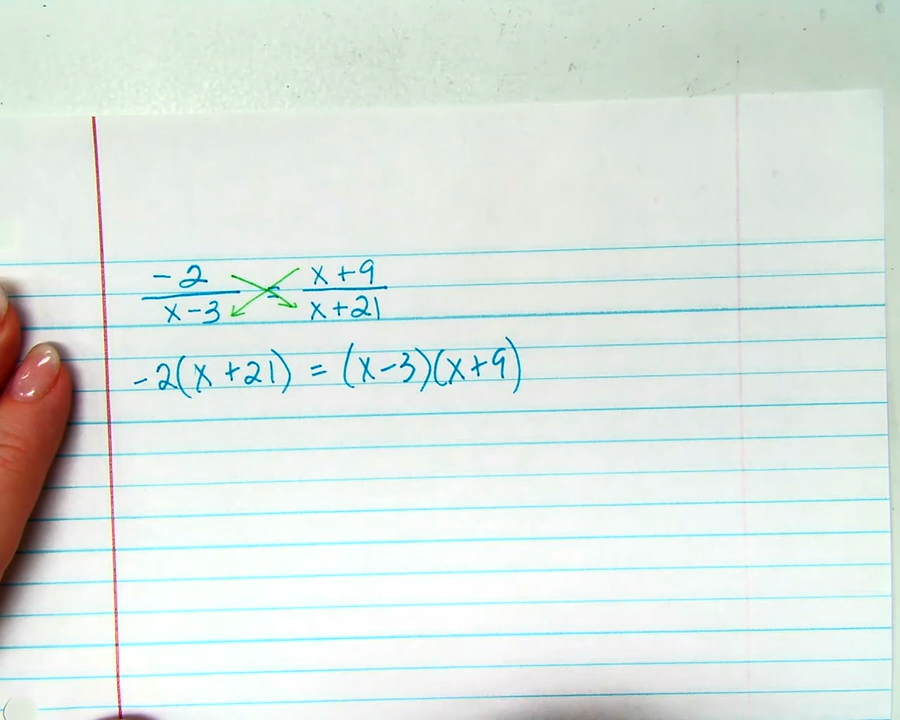 -2/(x-3) = (x+9)/(x+21)
-2(x+21) = (x-3)(x+9)